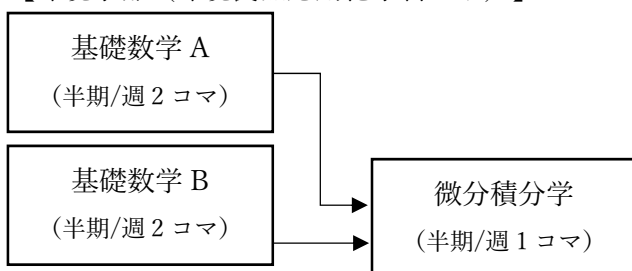 基礎数学 A
（半期/週 2 コマ）
基礎数学 B
（半期/週 2 コマ）
微分積分学
（半期/週 1 コマ）